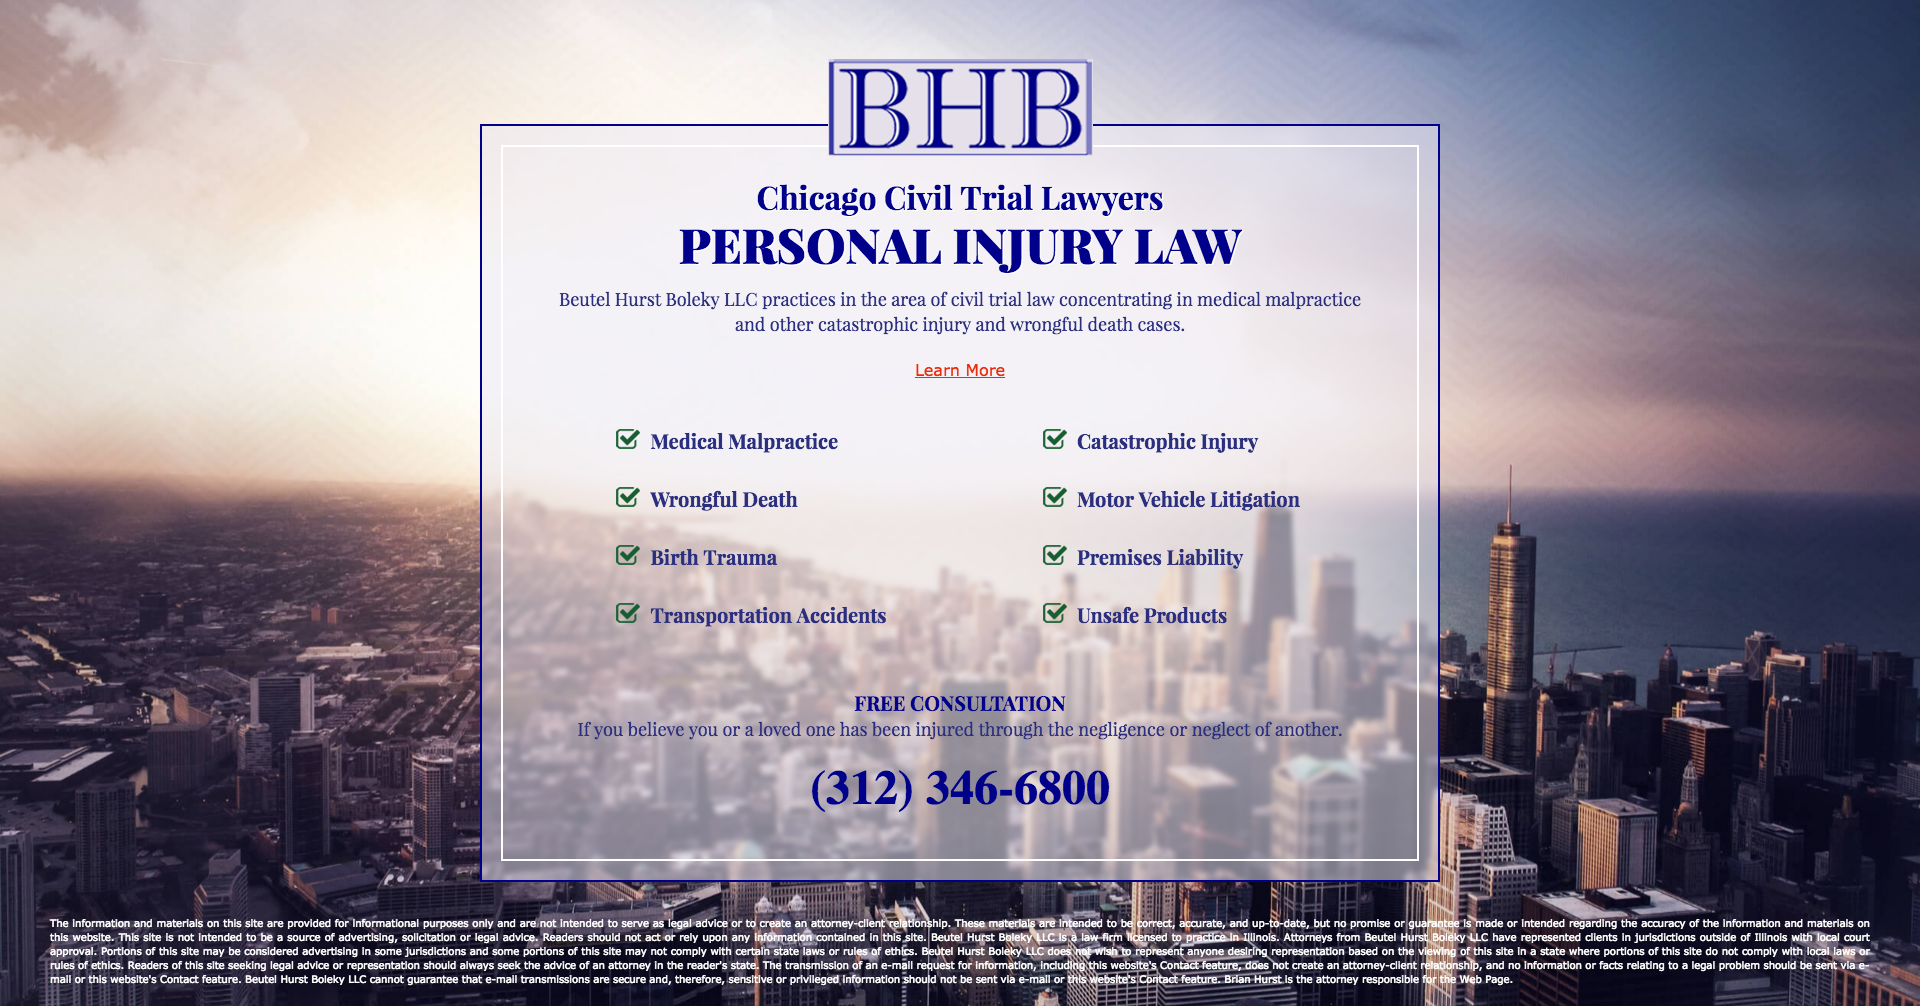 BHB
Chicago Civil Trial Lawyers
PERSONAL INJURY LAW
Beutel Hurst Boleky LLC practices in the area of civil trial law concentrating in medical malpractice
and other catastrophic injury and wrongful death cases.
Learn More
Medical Malpractice
Catastrophic Injury
Wrongful Death
Motor Vehicle Litigation
Birth Trauma
Premises Liability
Transportation Accidents
Unsafe Products
FREE CONSULTATION
If you believe you or a loved one has been injured through the negligence or neglect of another.
(312) 346-6800
The information and materials on this site are provided for informational purposes only and are not intended to serve as legal advice or to create an attorney-client relationship. These materials are intended to be correct, accurate, and up-to-date, but no promise or guarantee is made or intended regarding the accuracy of the information and materials on
this website. This site is not intended to be a source of advertising, solicitation or legal advice. Readers should not act or rely upon any information contained in this site. Beutel Hurst Boleky LLC is a law firm licensed to practice in Illinois. Attorneys from Beutel Hurst Boleky LLC have represented clients in jurisdictions outside of Illinois with local court
approval. Portions of this site may be considered advertising in some jurisdictions and some portions of this site may not comply with certain state laws or rules of ethics. Beutel Hurst Boleky LLC does not wish to represent anyone desiring representation based on the viewing of this site in a state where portions of this site do not comply with local laws or
rules of ethics. Readers of this site seeking legal advice or representation should always seek the advice of an attorney in the reader's state. The transmission of an e-mail request for information, including this website's Contact feature, does not create an attorney-client relationship, and no information or facts relating to a legal problem should be sent via e-
mail or this website's Contact feature. Beutel Hurst Boleky LLC cannot guarantee that e-mail transmissions are secure and, therefore, sensitive or privileged information should not be sent via e-mail or this website's Contact feature. Brian Hurst is the attorney responsible for the Web Page.